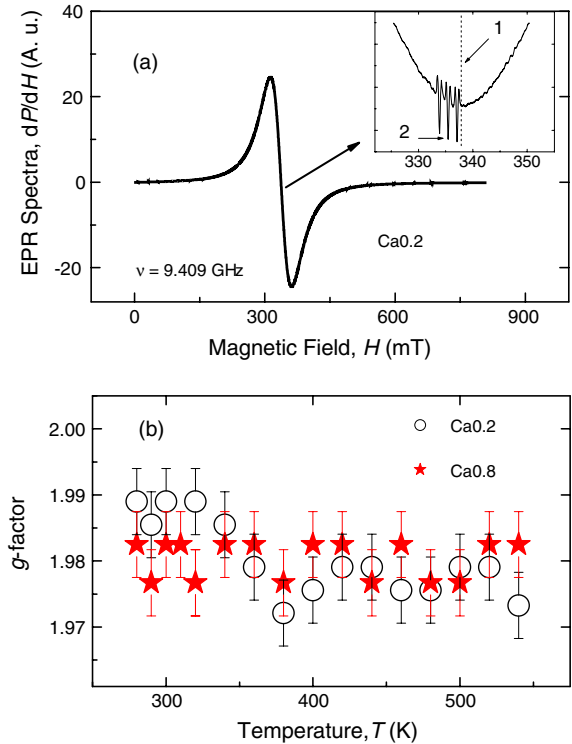 EPR Spectra, dP/dH (A. u.)
40
20
0
-20
(a)
1
2
330
340
350
Ca0.2
ν = 9.409 GHz
0
300
600
900
Magnetic Field, H (mT)
g-factor
2.00
1.99
1.98
1.97
(b)
Ca0.2
Ca0.8
300
400
500
Temperature, T (K)